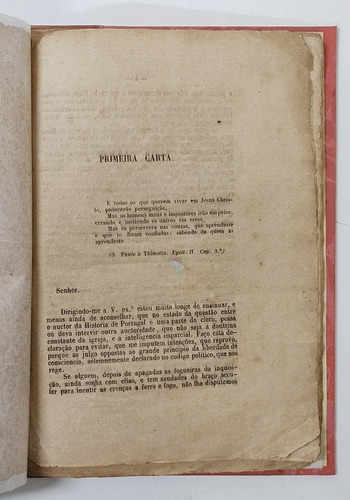 PRIMEIRA CARTA.
E todos os que querem viver em Jesus Chris-
to, padecerão perseguição,
Mas os homens maus e impostores irão em peior,
errando e mettendo os outros em erros.
Mas tu persevera nas cousas, que aprendeste
e que te foram confiadas; sabendo de quem as
aprendeste.
(S Paulo a Thimoteo. Epist. II. Cap. 3.º)
Senhor.
Dirigindo-me a V. ex.ª estou muito longe de ensinar, e
menos ainda de aconselhar, que no estado da questão entre
o auctor da Historia de Portugal e uma parte do clero, possa
ou deva intervir outra auctoridade, que não seja a doutrina
constante da igreja, e a intelligencia imparcial. Faço esta de-
claração para evitar, que me imputem intenções, que reprovo,
porque as julgo oppostas ao grande principio da liberdade de
consciencia, solemnemente declarado no codigo politico, que nos
rege.
Se alguem, depois de apagadas as fogueiras da inquisi-
ção, ainda sonha com ellas, e tem saudades do braço secu-
lar para incutir as crenças a ferro e fogo, não lhe disputemos